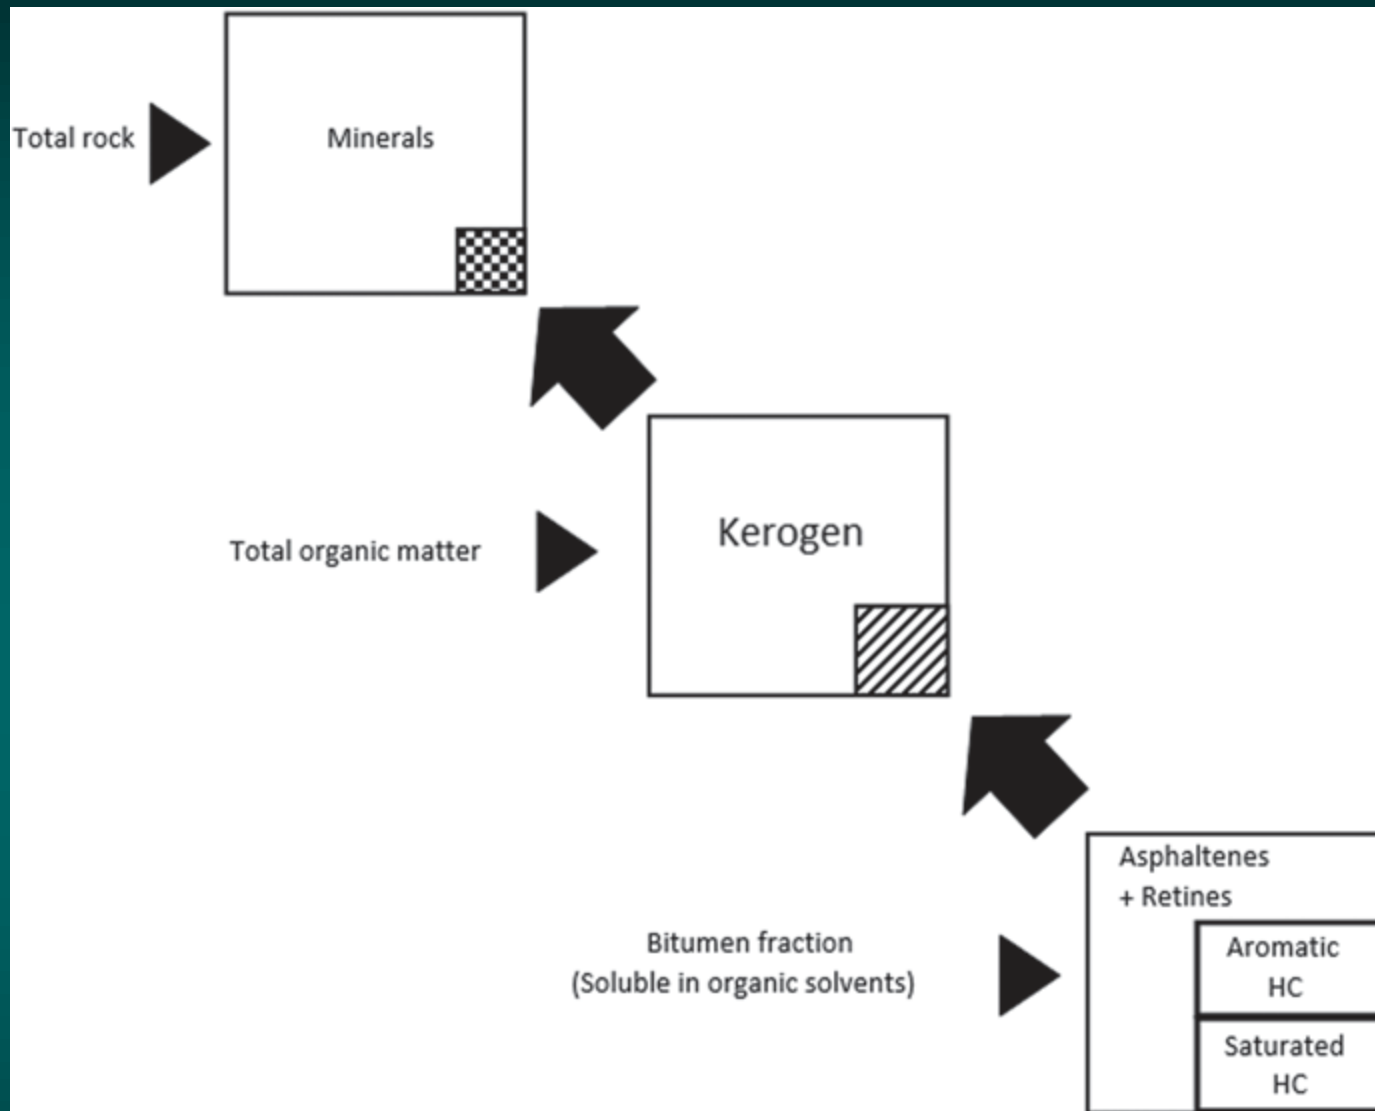 Total rock
Minerals
Total organic matter
Kerogen
Bitumen fraction
(Soluble in organic solvents)
Asphaltenes
+ Retines
Aromatic
HC
Saturated
HC